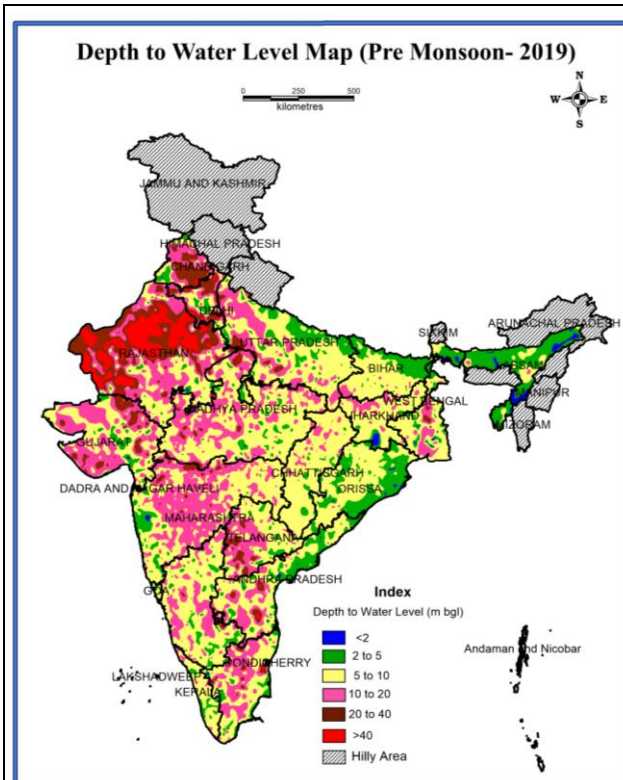 Depth to Water Level Map (Pre Monsoon- 2019)
N
W E
S
0 250 500
kilometres
JAMMU AND KASHMIR
HIMACHAL PRADESH
CHANDIGARH
DELHI
SIKKIM
ARUNACHAL PRADESH
RAJASTHAN
UTTAR PRADESH
BIHAR
ASSAM
MANIPUR
MIZORAM
WEST BENGAL
JHARKHAND
MADHYA PRADESH
GUJARAT
CHHATTISGARH
ORISSA
DADRA AND NAGAR HAVELI
MAHARASHTRA
TELANGANA
GOA
ANDHRA PRADESH
PONDICHERRY
LAKSHADWEEP
KERALA
Andaman and Nicobar
Index
Depth to Water Level (m bgl)
<2
2 to 5
5 to 10
10 to 20
20 to 40
>40
Hilly Area